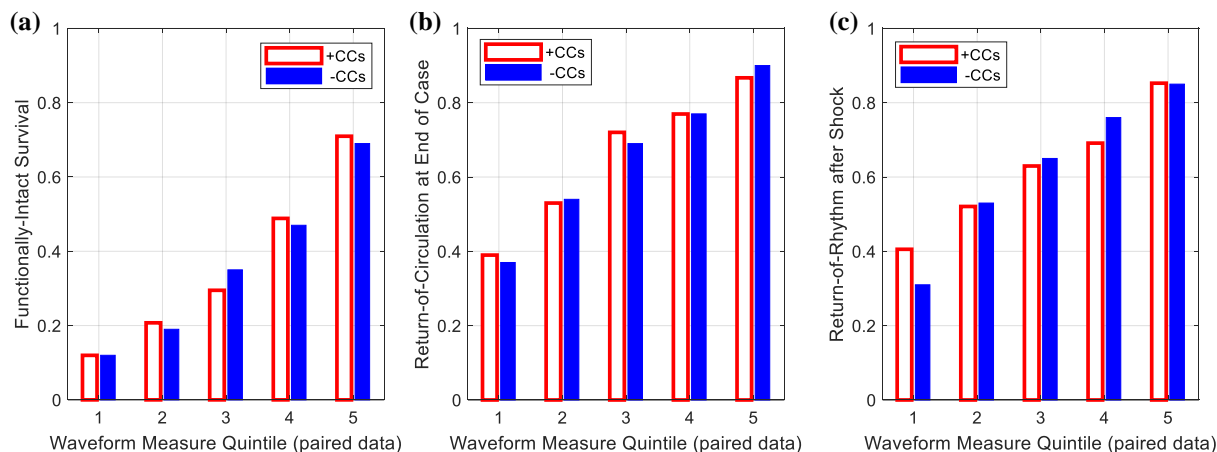 (a)
Functionally-Intact Survival
1
0.8
0.6
0.4
0.2
0
+CCs
-CCs
1 2 3 4 5
Waveform Measure Quintile (paired data)
(b)
Return-of-Circulation at End of Case
1
0.8
0.6
0.4
0.2
0
+CCs
-CCs
1 2 3 4 5
Waveform Measure Quintile (paired data)
(c)
Return-of-Rhythm after Shock
1
0.8
0.6
0.4
0.2
0
+CCs
-CCs
1 2 3 4 5
Waveform Measure Quintile (paired data)